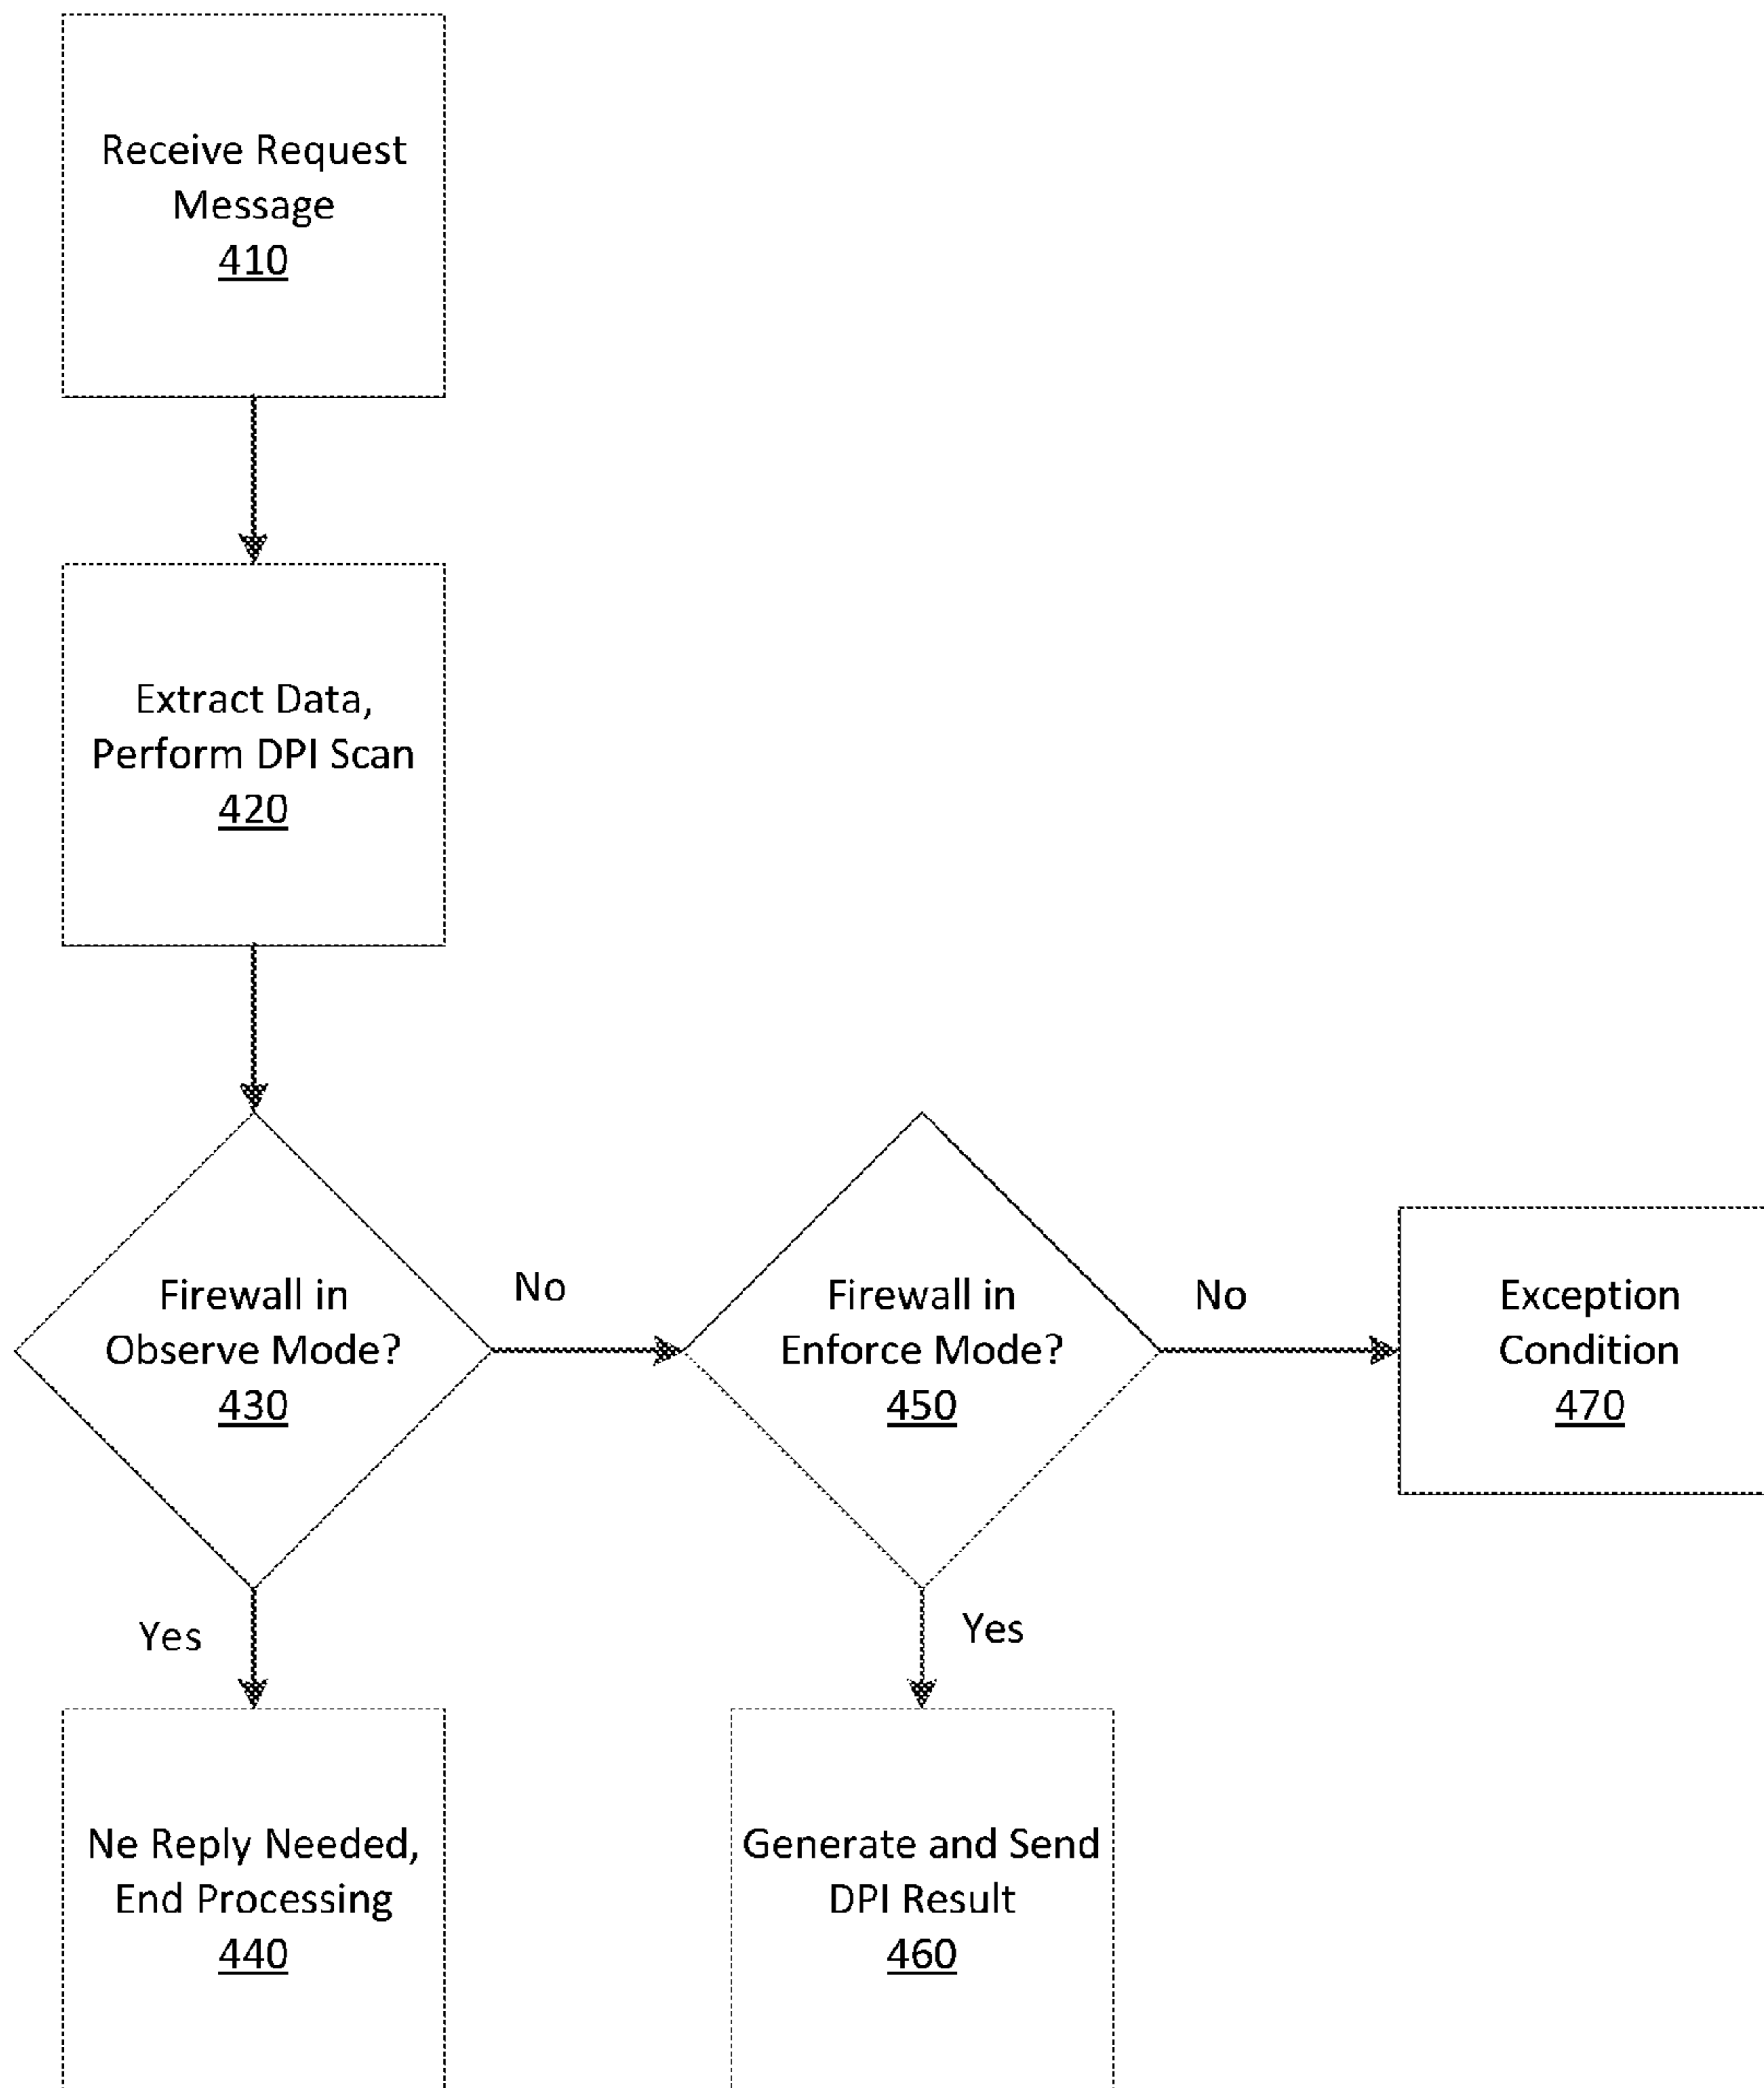 Receive Request
Message
410
Extract Data,
Perform DPI Scan
420
Firewall in
Observe Mode?
430
No
Firewall in
Enforce Mode?
450
No
Exception
Condition
470
Yes
Yes
Ne Reply Needed,
End Processing
440
Generate and Send
DPI Result
460